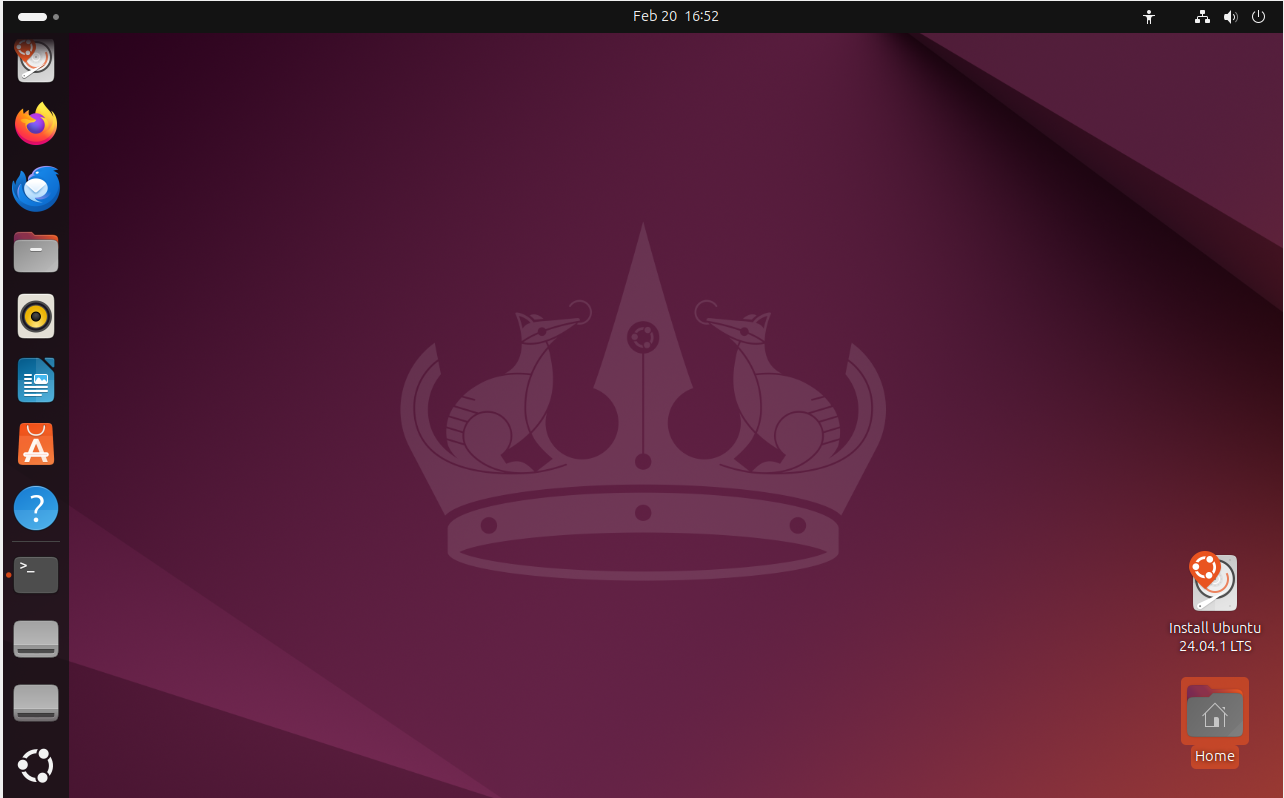 Feb 20 16:52
?
>_
Install Ubuntu
24.04.1 LTS
Home